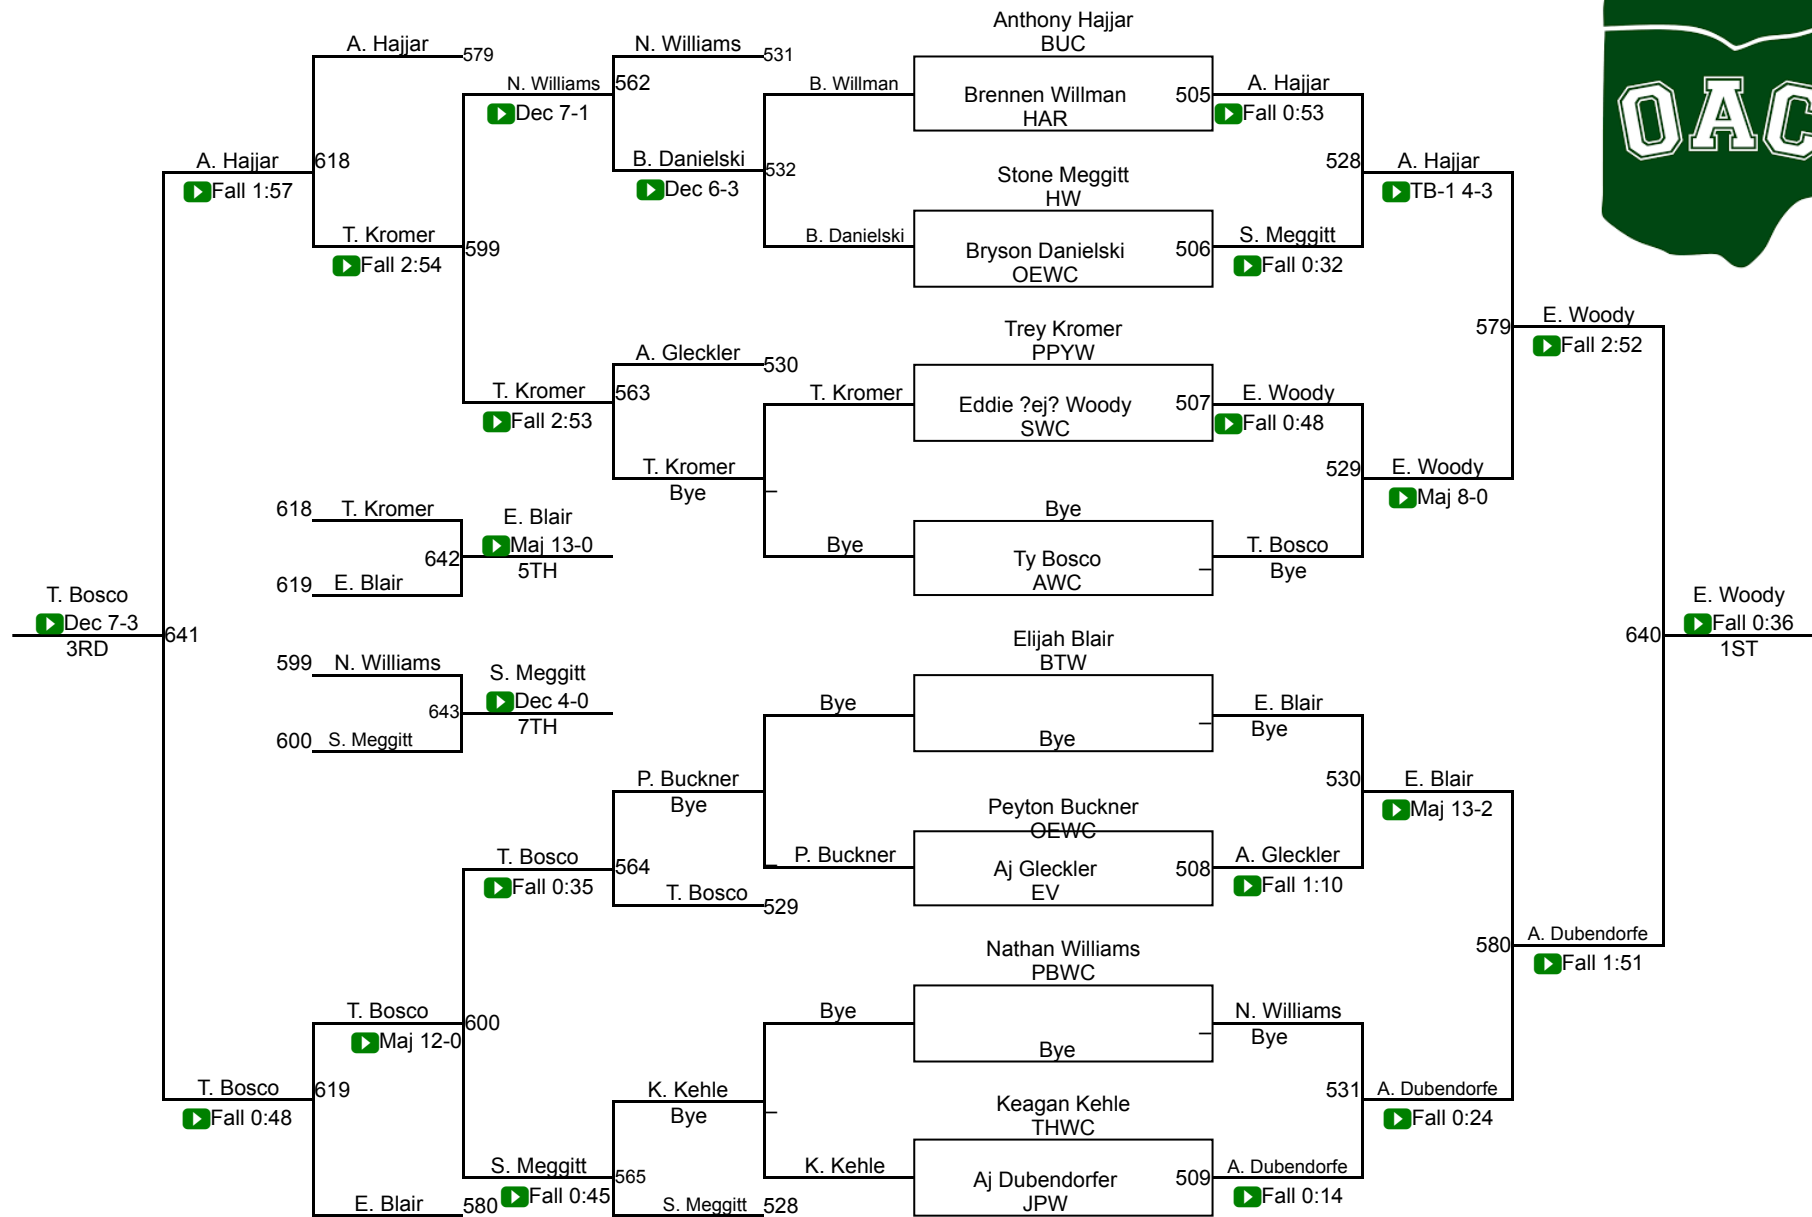 Anthony Hajjar
BUC
A. Hajjar
579
N. Williams
531
N. Williams
562
Dec 7-1
B. Willman
Brennen Willman
HAR
505
A. Hajjar
Fall 0:53
OAC
A. Hajjar
618
Fall 1:57
B. Danielski
532
Dec 6-3
Stone Meggitt
HW
528
A. Hajjar
TB-1 4-3
T. Kromer
Fall 2:54
599
B. Danielski
Bryson Danielski
OEWC
506
S. Meggitt
Fall 0:32
Trey Kromer
PPYW
579
E. Woody
Fall 2:52
A. Gleckler
530
T. Kromer
563
Fall 2:53
T. Kromer
Eddie ?ej? Woody
SWC
507
E. Woody
Fall 0:48
T. Kromer
Bye
529
E. Woody
Maj 8-0
618
T. Kromer
E. Blair
Maj 13-0
5TH
642
619
E. Blair
Bye
Bye
Ty Bosco
AWC
T. Bosco
Bye
T. Bosco
Dec 7-3
3RD
641
640
E. Woody
Fall 0:36
1ST
Elijah Blair
BTW
599
N. Williams
S. Meggitt
Dec 4-0
7TH
643
600
S. Meggitt
Bye
Bye
E. Blair
Bye
P. Buckner
Bye
530
E. Blair
Maj 13-2
Peyton Buckner
OEWC
T. Bosco
564
Fall 0:35
P. Buckner
Aj Gleckler
EV
508
A. Gleckler
Fall 1:10
T. Bosco
529
580
A. Dubendorfe
Fall 1:51
Nathan Williams
PBWC
T. Bosco
600
Maj 12-0
Bye
Bye
N. Williams
Bye
T. Bosco
619
Fall 0:48
K. Kehle
Bye
531
A. Dubendorfe
Fall 0:24
Keagan Kehle
THWC
S. Meggitt
565
Fall 0:45
K. Kehle
Aj Dubendorfer
JPW
509
A. Dubendorfe
Fall 0:14
E. Blair
580
S. Meggitt
528